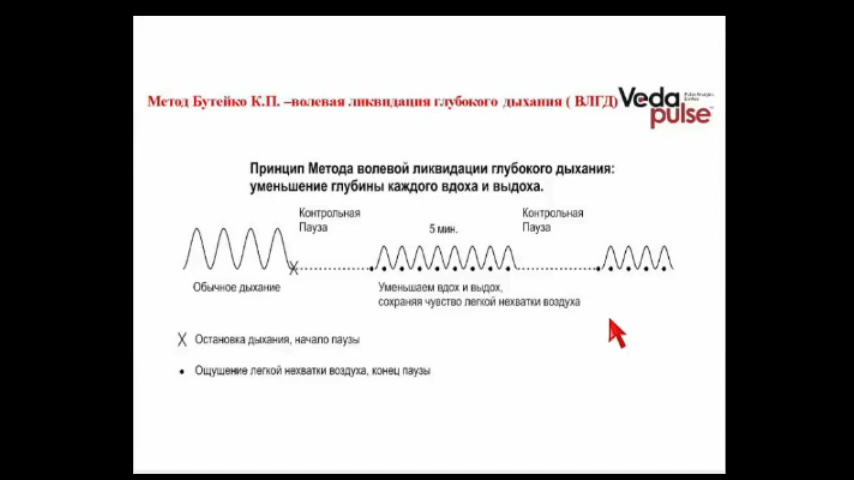 Метод Бутейко К.П. –волевая ликвидация глубокого дыхания ( ВЛГД)
Veda
pulse
Принцип Метода волевой ликвидации глубокого дыхания:
уменьшение глубины каждого вдоха и выдоха.
Контрольная
Пауза
5 мин.
Контрольная
Пауза
Обычное дыхание
Уменьшаем вдох и выдох,
сохраняя чувство легкой нехватки воздуха
Остановка дыхания, начало паузы
Ощущение легкой нехватки воздуха, конец паузы